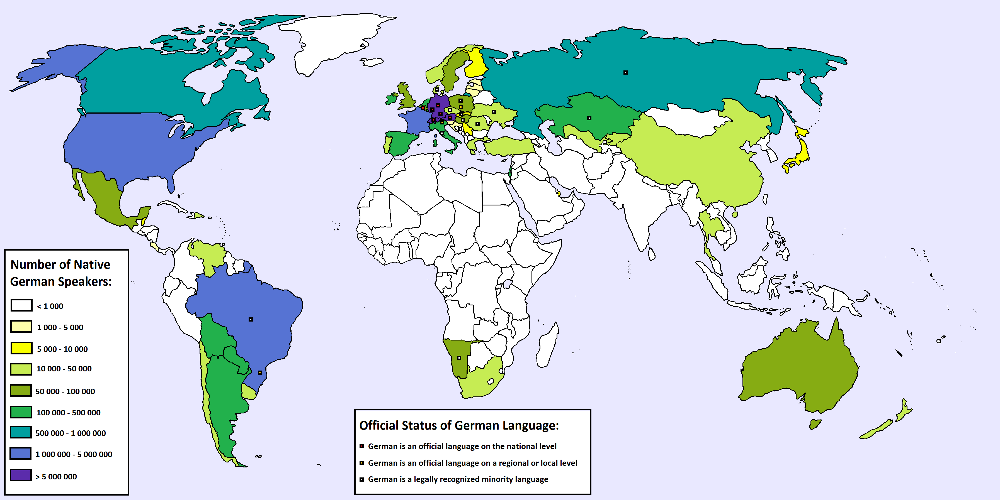 Number of Native
German Speakers:
< 1 000
1 000 - 5 000
5 000 - 10 000
10 000 - 50 000
50 000 - 100 000
100 000 - 500 000
500 000 - 1 000 000
1 000 000 - 5 000 000
> 5 000 000
Official Status of German Language:
German is an official language on the national level
German is an official language on a regional or local level
German is a legally recognized minority language